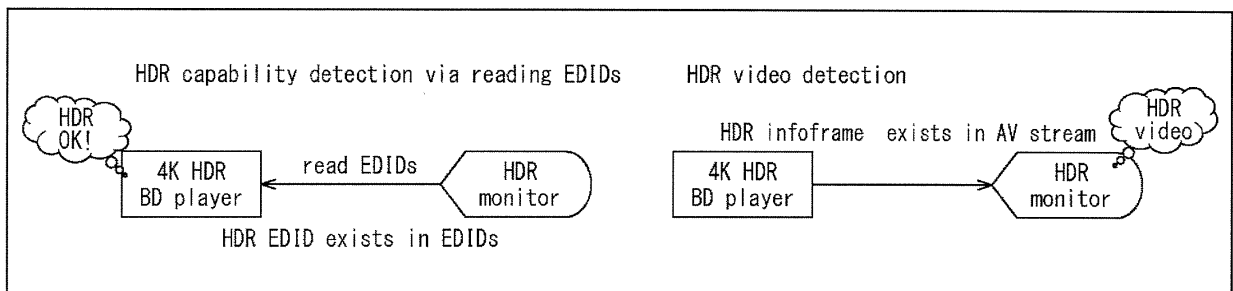 HDR capability detection via reading EDIDs
HDR
OK!
4K HDR
BD player
read EDIDs
HDR
monitor
HDR EDID exists in EDIDs
HDR video detection
HDR infoframe exists in AV stream
HDR
video
4K HDR
BD player
HDR
monitor